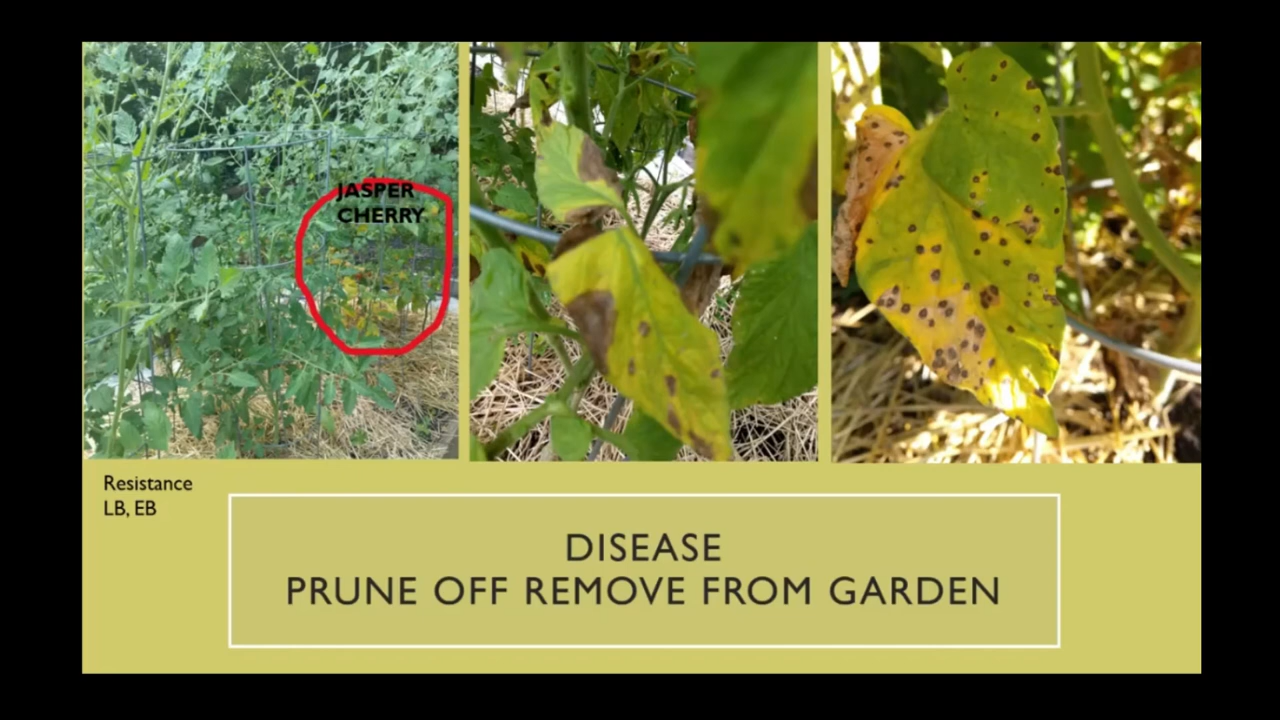 JASPER
CHERRY
Resistance
LB, EB
DISEASE
PRUNE OFF REMOVE FROM GARDEN